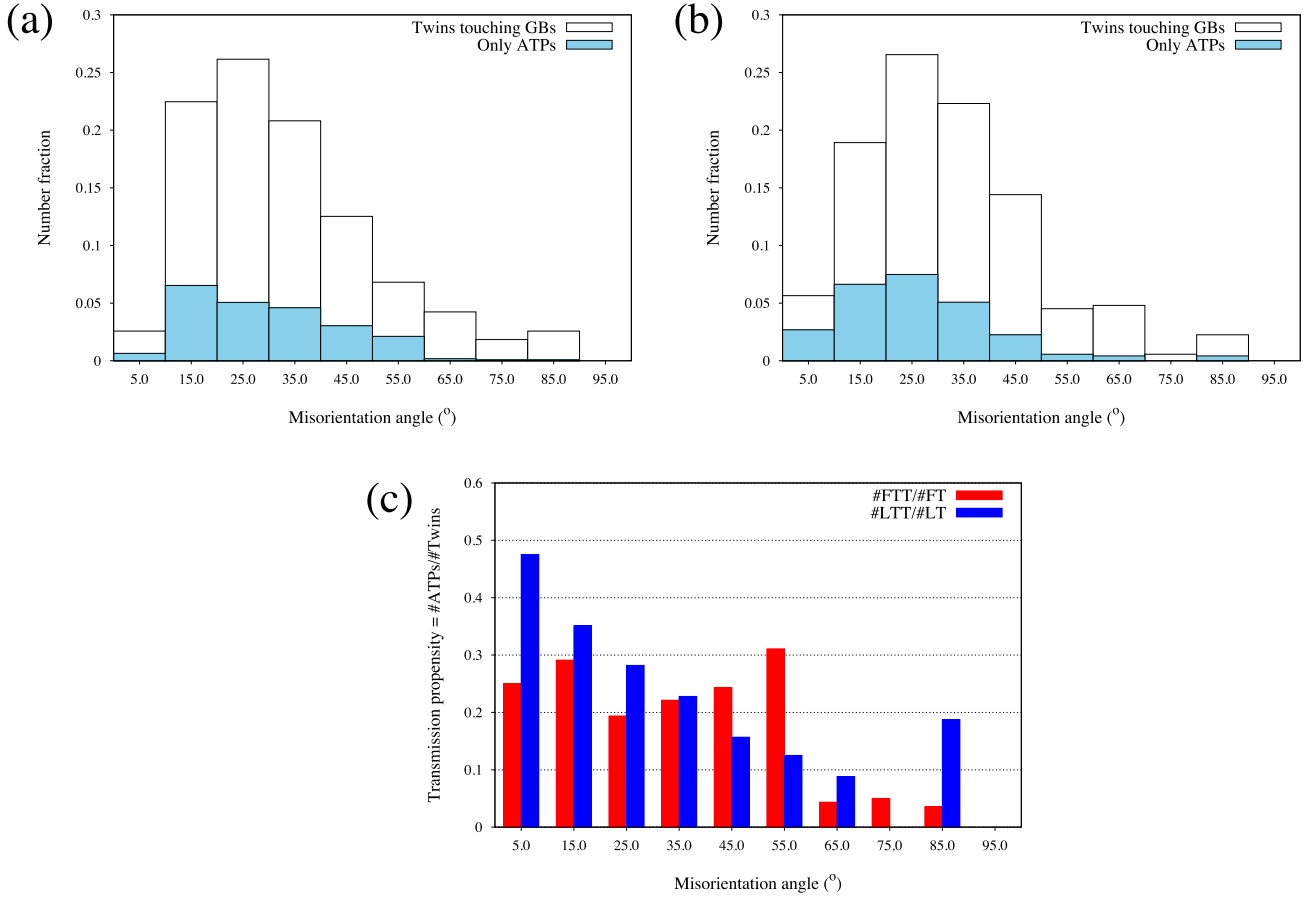 (a)
0.3
0.25
0.2
0.15
0.1
0.05
0
Number fraction
Twins touching GBs
Only ATPs
5.0 15.0 25.0 35.0 45.0 55.0 65.0 75.0 85.0 95.0
Misorientation angle (o)
(b)
0.3
0.25
0.2
0.15
0.1
0.05
0
Number fraction
Twins touching GBs
Only ATPs
5.0 15.0 25.0 35.0 45.0 55.0 65.0 75.0 85.0 95.0
Misorientation angle (o)
(c)
0.6
0.5
0.4
0.3
0.2
0.1
0
Transmission propensity = #ATPs/#Twins
#FTT/#FT
#LTT/#LT
5.0 15.0 25.0 35.0 45.0 55.0 65.0 75.0 85.0 95.0
Misorientation angle (o)